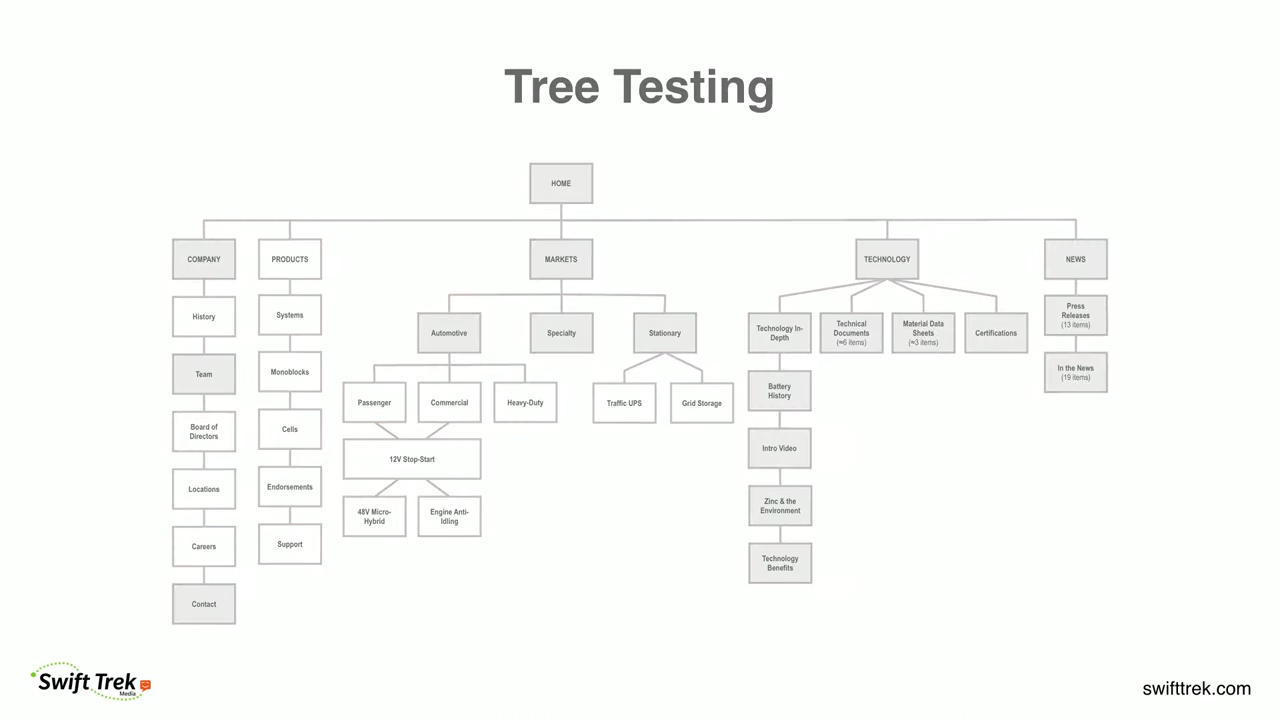 Tree Testing
HOME
COMPANY
PRODUCTS
MARKETS
TECHNOLOGY
NEWS
History
Team
Board of
Directors
Locations
Careers
Contact
Systems
Monoblocks
Cells
Endorsements
Support
Automotive
Specialty
Stationary
Passenger
Commercial
Heavy-Duty
12V Stop-Start
48V Micro-
Hybrid
Engine Anti-
Idling
Traffic UPS
Grid Storage
Technology In-
Depth
Technical
Documents
(≈6 items)
Material Data
Sheets
(≈3 items)
Certifications
Battery
History
Intro Video
Zinc & the
Environment
Technology
Benefits
Press
Releases
(13 items)
In the News
(19 items)
Swift Trek
Media
swifttrek.com